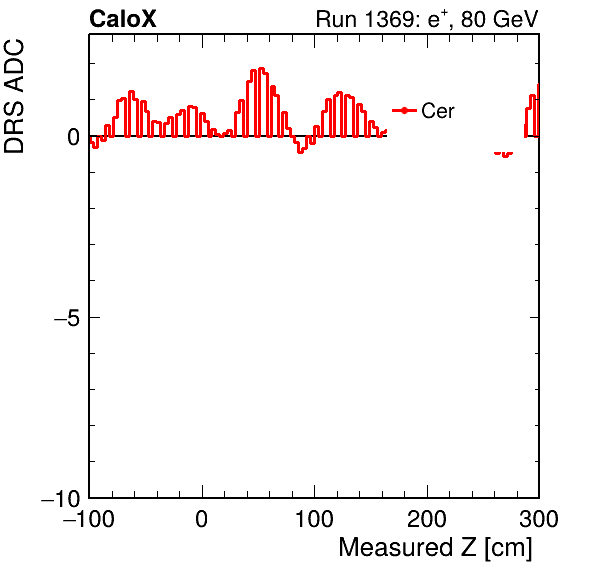 CaloX Run 1369: e⁺, 80 GeV
DRS ADC
Cer
0
−5
−10
−100 0 100 200 300
Measured Z [cm]